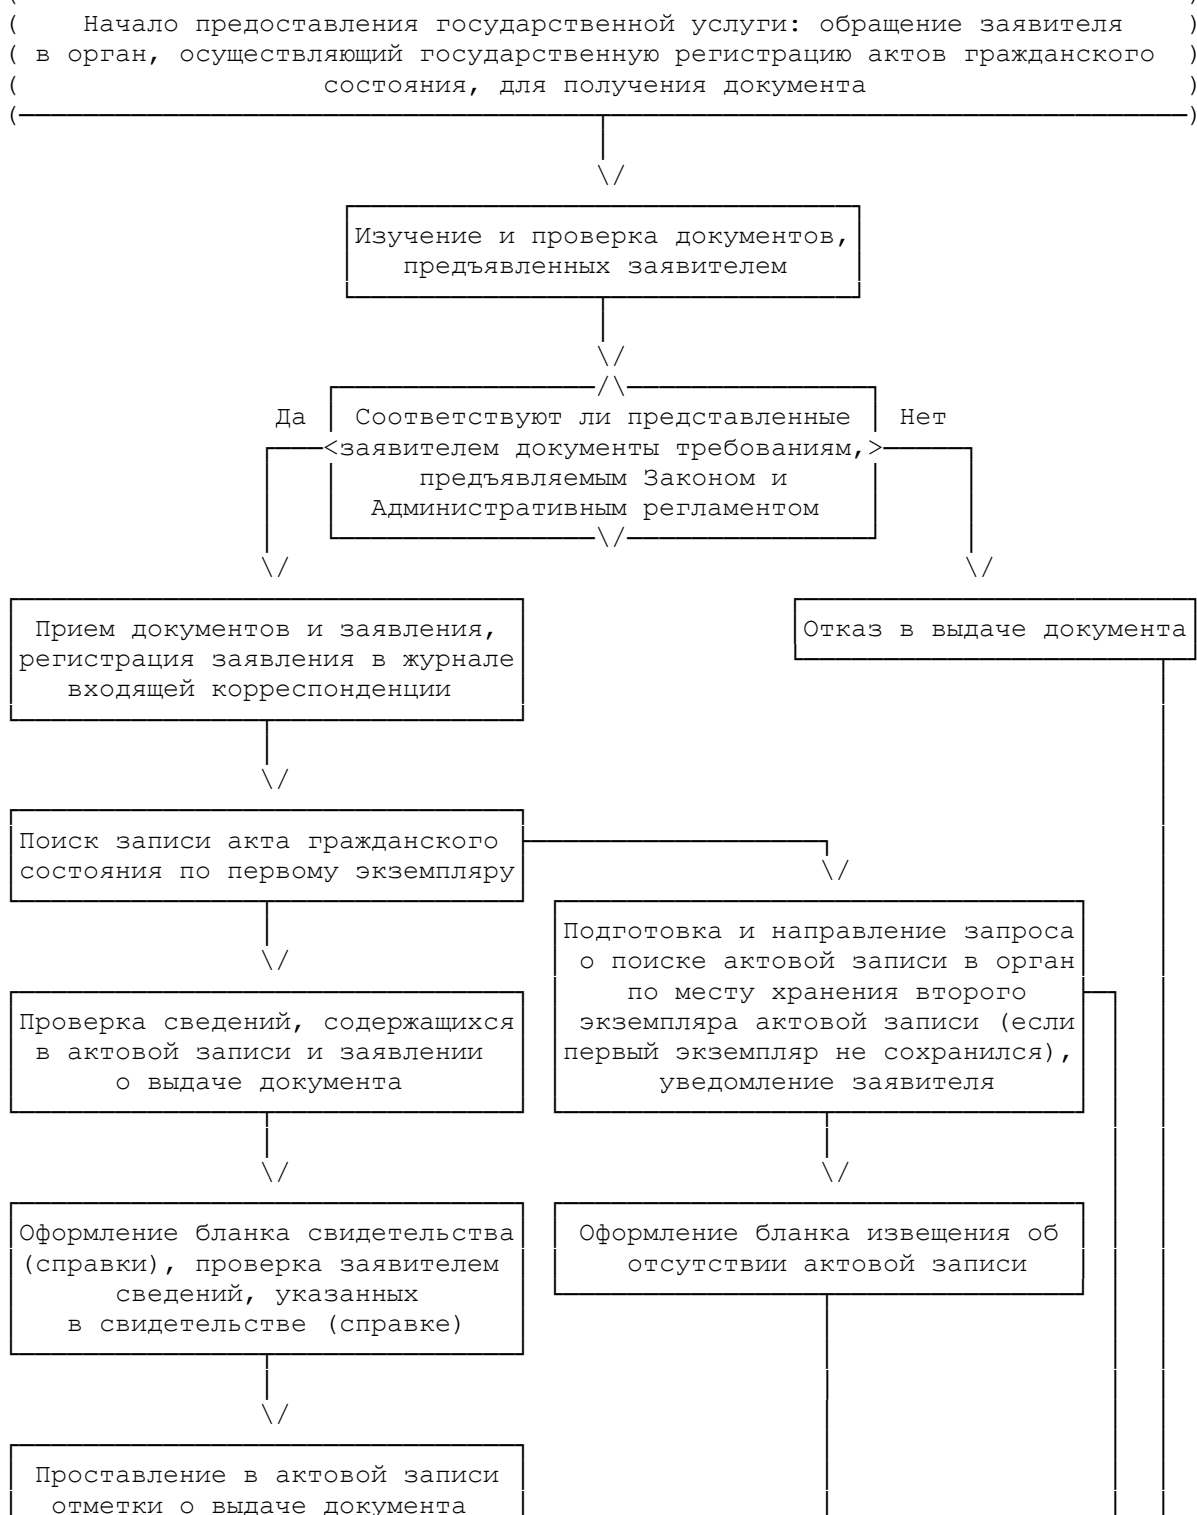 Начало предоставления государственной услуги: обращение заявителя
в орган, осуществляющий государственную регистрацию актов гражданского
состояния, для получения документа
Изучение и проверка документов,
предъявленных заявителем
Да
Соответствуют ли представленные
Нет
заявителем документы требованиям,
предъявляемым Законом и
Административным регламентом
Прием документов и заявления,
регистрация заявления в журнале
входящей корреспонденции
Отказ в выдаче документа
Поиск записи акта гражданского
состояния по первому экземпляру
Подготовка и направление запроса
о поиске актовой записи в орган
по месту хранения второго
экземпляра актовой записи (если
первый экземпляр не сохранился),
уведомление заявителя
Проверка сведений, содержащихся
в актовой записи и заявлении
о выдаче документа
Оформление бланка свидетельства
(справки), проверка заявителем
сведений, указанных
в свидетельстве (справке)
Оформление бланка извещения об
отсутствии актовой записи
Проставление в актовой записи
отметки о выдаче документа